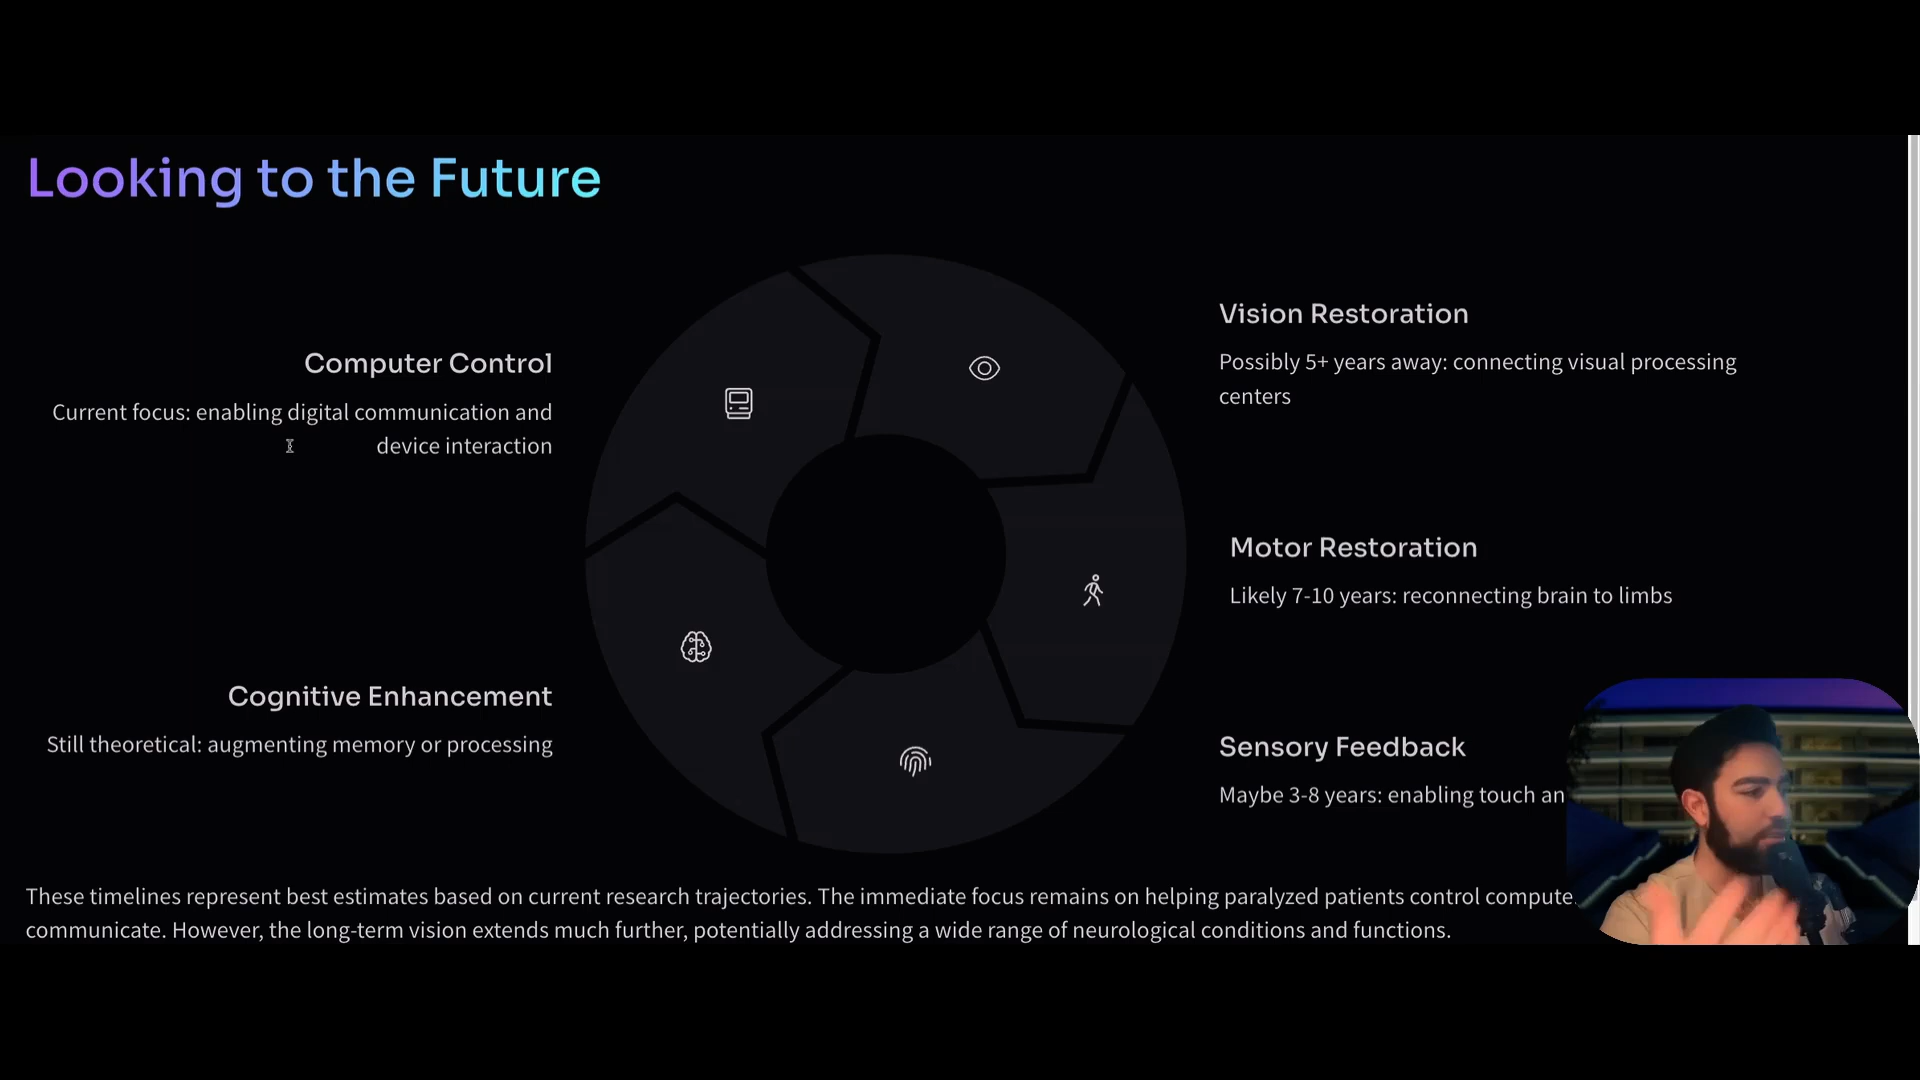 Looking to the Future
Computer Control
Current focus: enabling digital communication and
device interaction
Cognitive Enhancement
Still theoretical: augmenting memory or processing
Vision Restoration
Possibly 5+ years away: connecting visual processing
centers
Motor Restoration
Likely 7-10 years: reconnecting brain to limbs
Sensory Feedback
Maybe 3-8 years: enabling touch
These timelines represent best estimates based on current research trajectories. The immediate focus remains on helping paralyzed patients control
communicate. However, the long-term vision extends much further, potentially addressing a wide range of neurological conditions and functions.